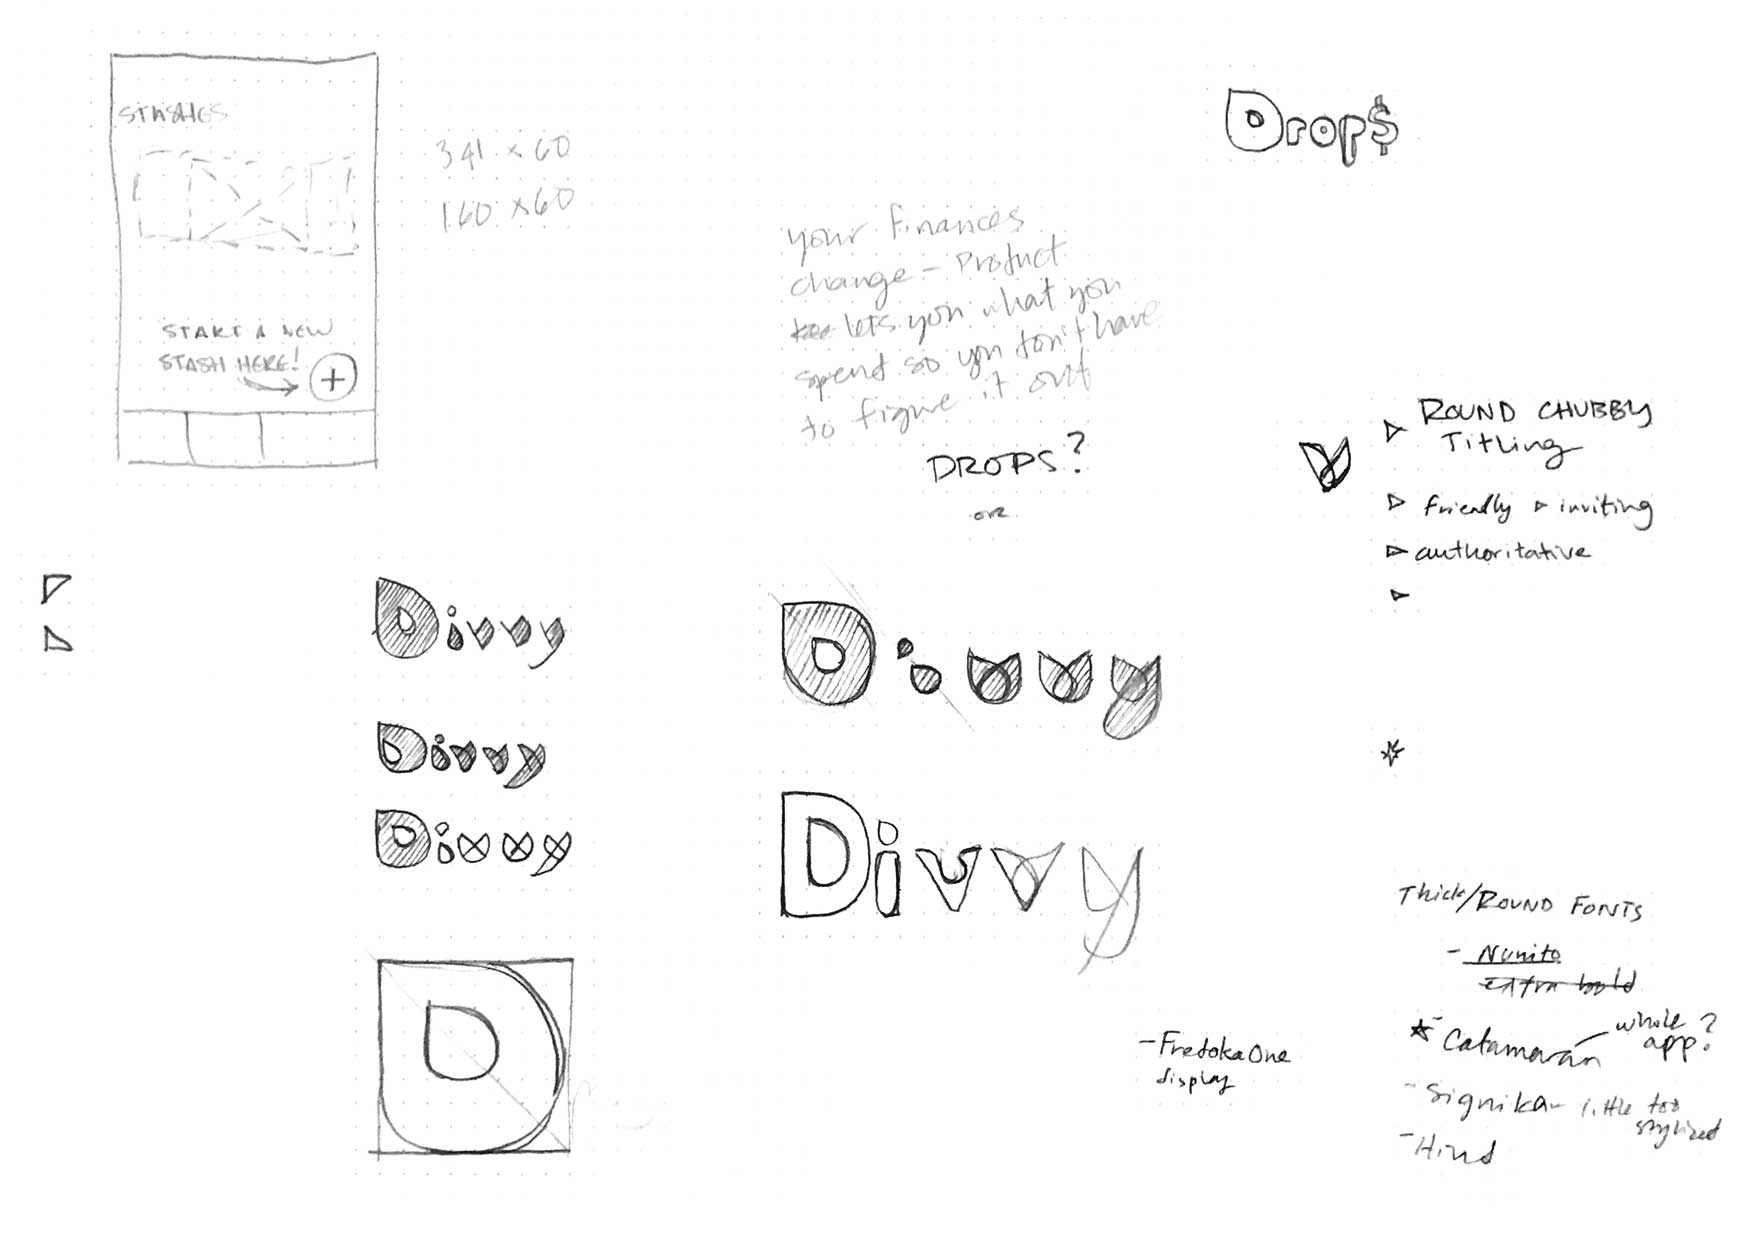 STASHES
START A NEW
STASH HERE!
341 x 60
160 x 60
Drop$
your finances
change - Product
lets you what you
spend so you don't have
to figure it out
DROPS?
or
ROUND CHUBBY
Titling
friendly ▹ inviting
authoritative
Divvy
Divvy
Divvy
D
Divvy
Divvy
- Fredoka One
display
Thick/ROUND FONTS
- Nunito
extra bold
- Catamaran
whole
app?
- Signika - little too
stylized
- Hind